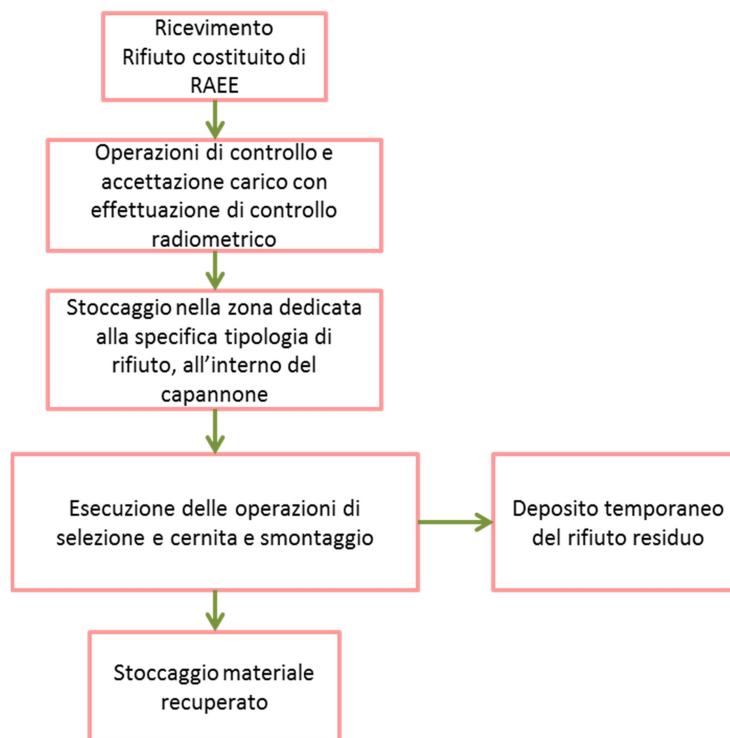 Ricevimento
Rifiuto costituito di
RAEE
Operazioni di controllo e
accettazione carico con
effettuazione di controllo
radiometrico
Stoccaggio nella zona dedicata
alla specifica tipologia di
rifiuto, all’interno del
capannone
Esecuzione delle operazioni di
selezione e cernita e smontaggio
Deposito temporaneo
del rifiuto residuo
Stoccaggio materiale
recuperato